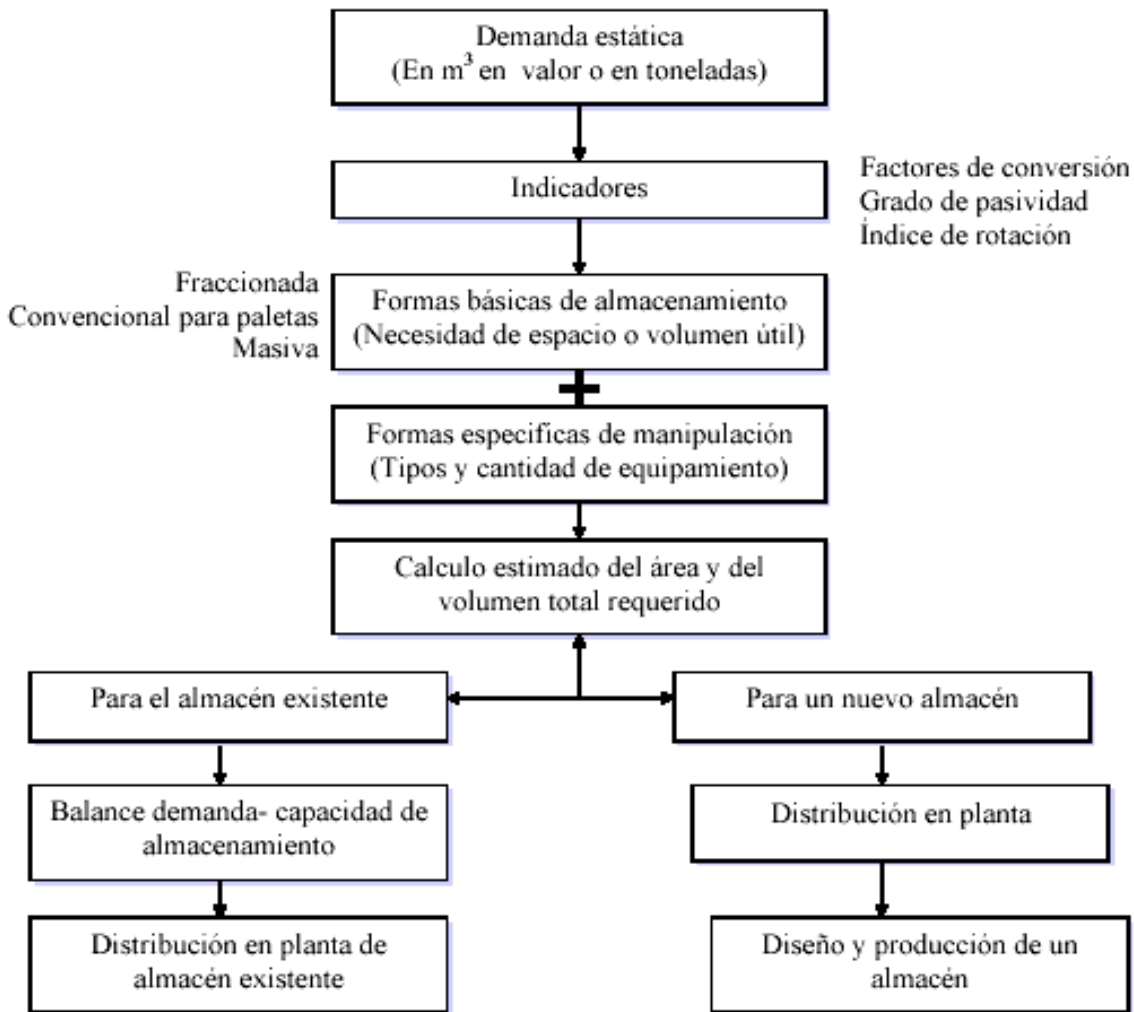 Demanda estática
(En m³ en valor o en toneladas)
Indicadores
Factores de conversión
Grado de pasividad
Índice de rotación
Fraccionada
Convencional para paletas
Masiva
Formas básicas de almacenamiento
(Necesidad de espacio o volumen útil)
Formas especificas de manipulación
(Tipos y cantidad de equipamiento)
Calculo estimado del área y del
volumen total requerido
Para el almacén existente
Para un nuevo almacén
Balance demanda- capacidad de
almacenamiento
Distribución en planta
Distribución en planta de
almacén existente
Diseño y producción de un
almacén